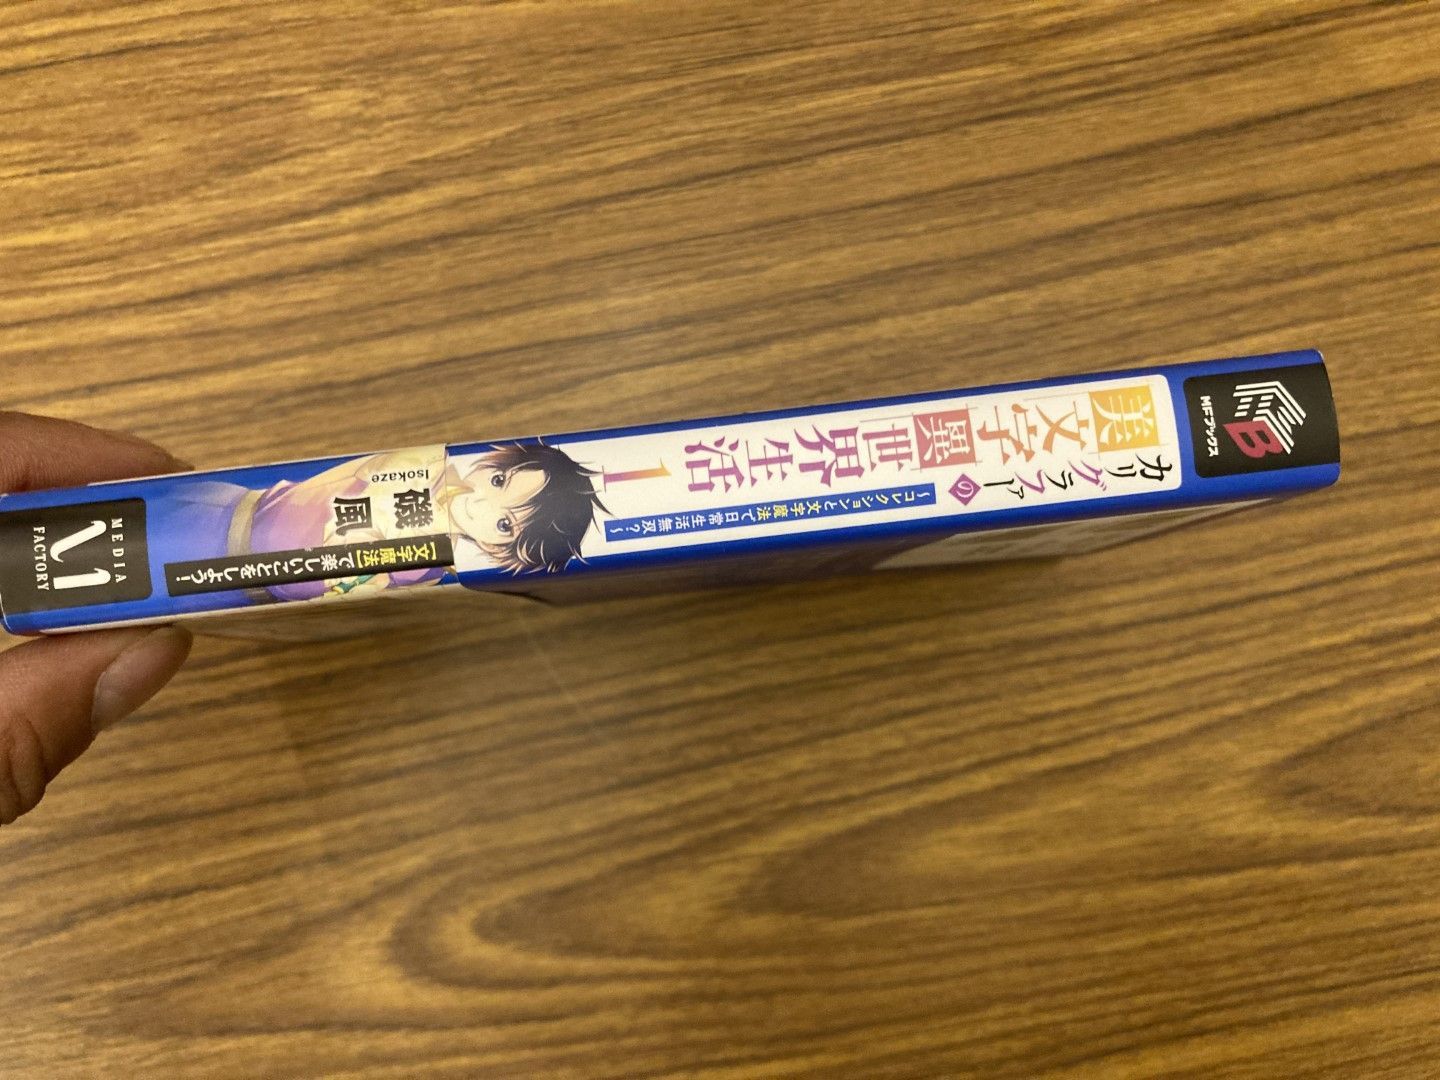 MFブックス
カリグラファーの
美文字異世界生活
1
~コレクションと文字魔法で日常生活無双?~
磯風
Isokaze
【文字魔法】で楽しいことをしよう!
MEDIA
FACTORY